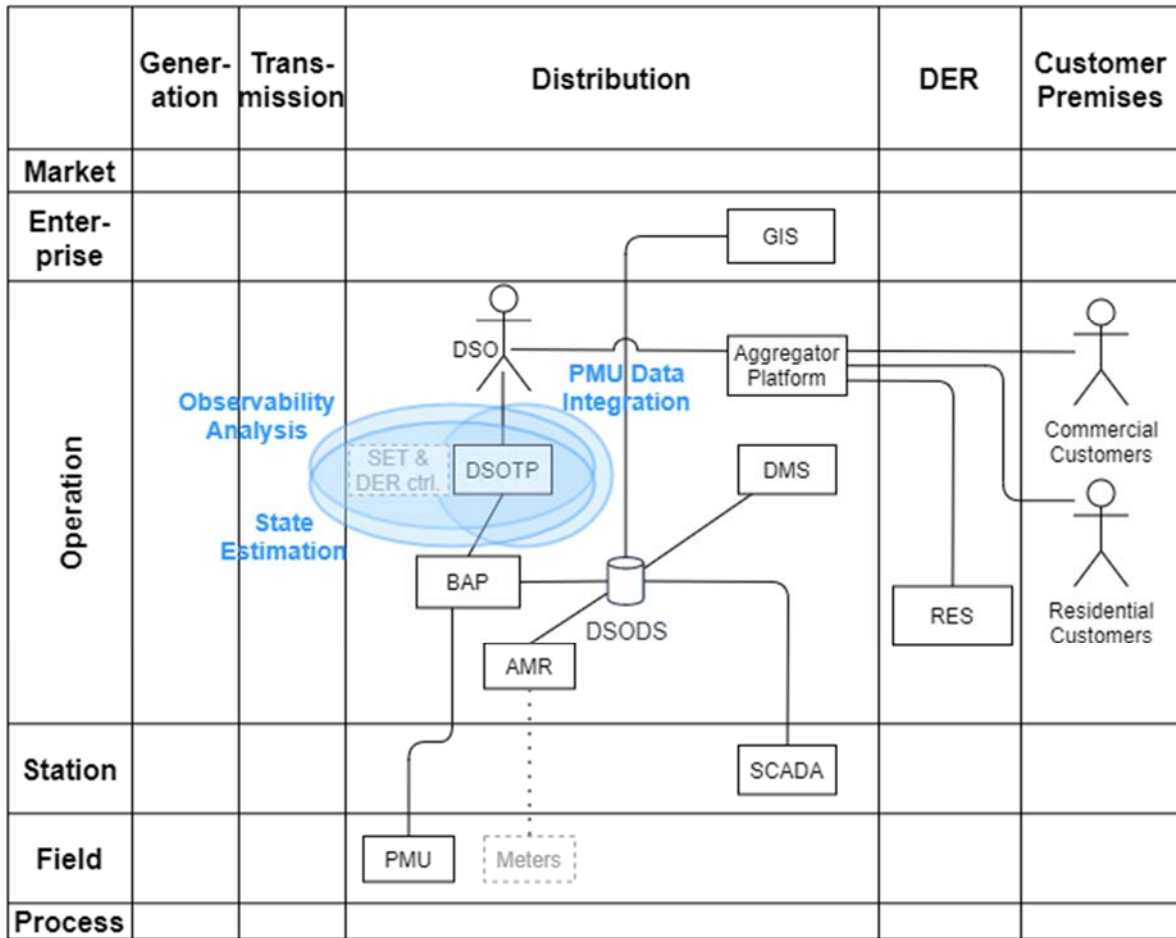 Gener-
ation
Trans-
mission
Distribution
DER
Customer
Premises
Market
Enter-
prise
GIS
Operation
DSO
Aggregator
Platform
PMU Data
Integration
Observability
Analysis
Commercial
Customers
SET &
DER ctrl.
DSOTP
DMS
State
Estimation
BAP
DSODS
RES
Residential
Customers
AMR
Station
SCADA
Field
PMU
Meters
Process